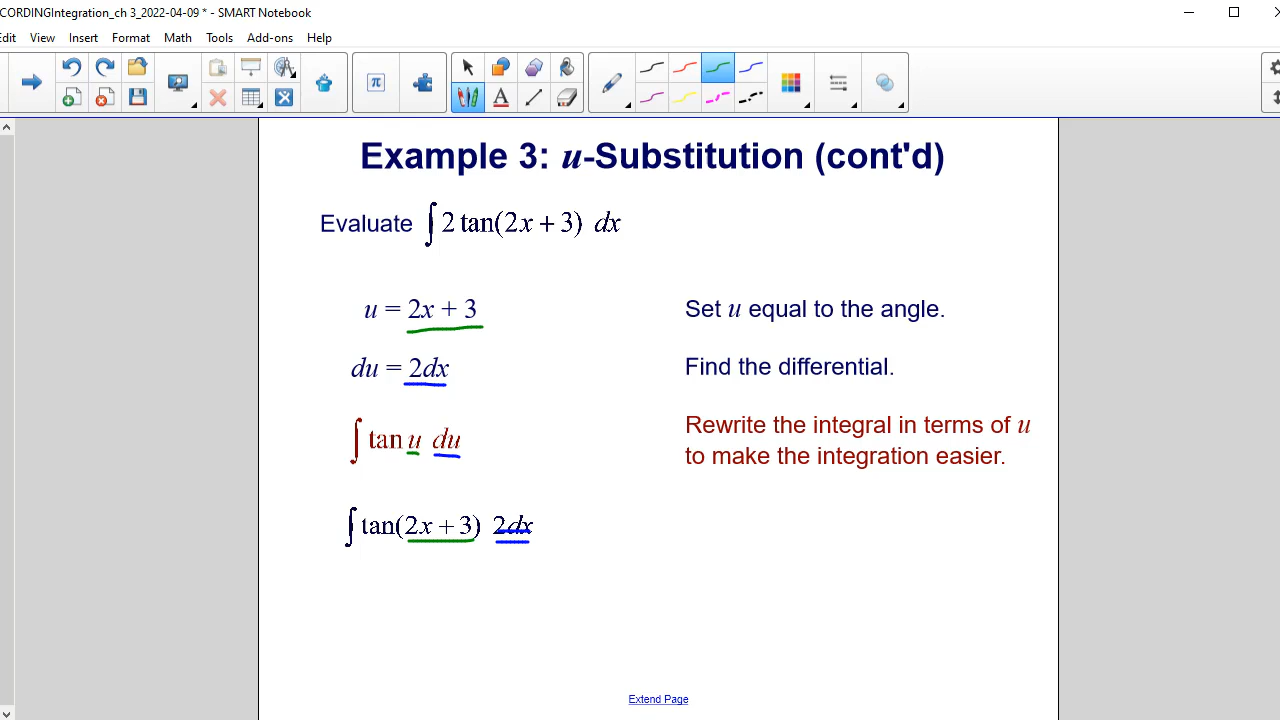 CORDINGIntegration_ch 3_2022-04-09 * - SMART Notebook
Edit View Insert Format Math Tools Add-ons Help
π
A
Example 3: u-Substitution (cont'd)
Evaluate ∫ 2 tan(2x + 3) dx
u = 2x + 3 Set u equal to the angle.
du = 2dx Find the differential.
∫ tan u du Rewrite the integral in terms of u
to make the integration easier.
∫ tan(2x + 3) 2dx
Extend Page